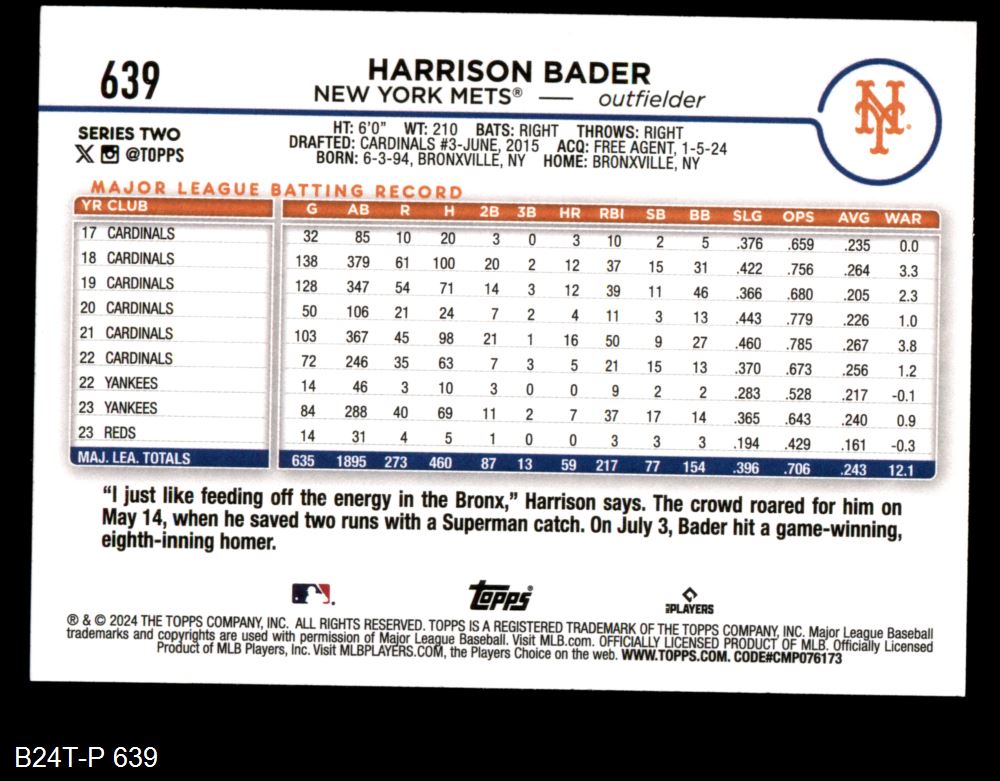 639
HARRISON BADER
NEW YORK METS® — outfielder
NY
SERIES TWO
X @TOPPS
HT: 6'0" WT: 210 BATS: RIGHT THROWS: RIGHT
DRAFTED: CARDINALS #3-JUNE, 2015 ACQ: FREE AGENT, 1-5-24
BORN: 6-3-94, BRONXVILLE, NY HOME: BRONXVILLE, NY
MAJOR LEAGUE BATTING RECORD
YR CLUB G AB R H 2B 3B HR RBI SB BB SLG OPS AVG WAR
17 CARDINALS 32 85 10 20 3 0 3 10 2 5 .376 .659 .235 0.0
18 CARDINALS 138 379 61 100 20 2 12 37 15 31 .422 .756 .264 3.3
19 CARDINALS 128 347 54 71 14 3 12 39 11 46 .366 .680 .205 2.3
20 CARDINALS 50 106 21 24 7 2 4 11 3 13 .443 .779 .226 1.0
21 CARDINALS 103 367 45 98 21 1 16 50 9 27 .460 .785 .267 3.8
22 CARDINALS 72 246 35 63 7 3 5 21 15 13 .370 .673 .256 1.2
22 YANKEES 14 46 3 10 3 0 0 9 2 2 .283 .528 .217 -0.1
23 YANKEES 84 288 40 69 11 2 7 37 17 14 .365 .643 .240 0.9
23 REDS 14 31 4 5 1 0 0 3 3 3 .194 .429 .161 -0.3
MAJ. LEA. TOTALS 635 1895 273 460 87 13 59 217 77 154 .396 .706 .243 12.1
“I just like feeding off the energy in the Bronx,” Harrison says. The crowd roared for him on
May 14, when he saved two runs with a Superman catch. On July 3, Bader hit a game-winning,
eighth-inning homer.
Topps®
PLAYERS
® & © 2024 THE TOPPS COMPANY, INC. ALL RIGHTS RESERVED. TOPPS IS A REGISTERED TRADEMARK OF THE TOPPS COMPANY, INC. Major League Baseball
trademarks and copyrights are used with permission of Major League Baseball. Visit MLB.com. OFFICIALLY LICENSED PRODUCT OF MLB. Officially Licensed
Product of MLB Players, Inc. Visit MLBPLAYERS.COM, the Players Choice on the web. WWW.TOPPS.COM. CODE#CMP076173
B24T-P 639